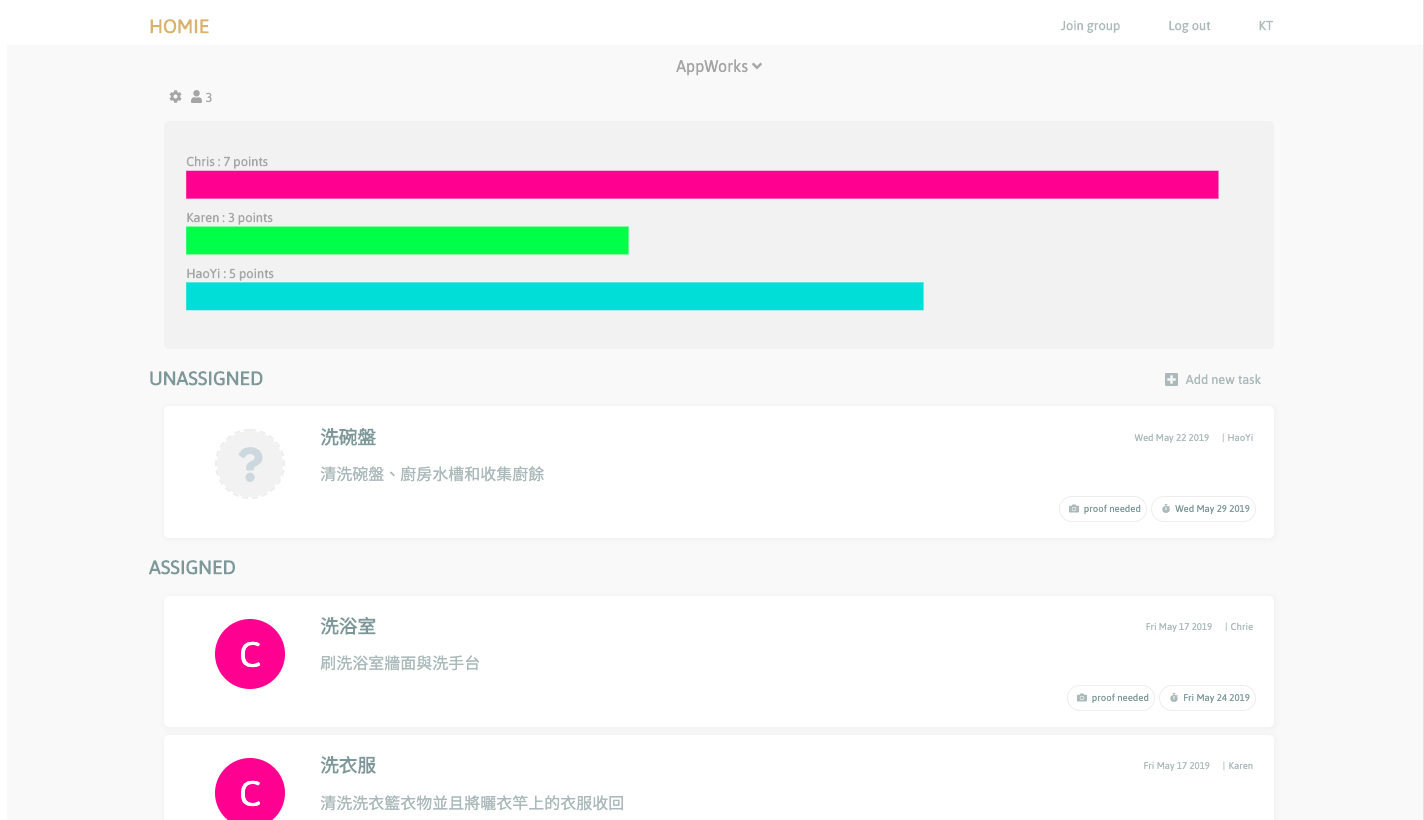 HOMIE
Join group
Log out
KT
AppWorks
3
Chris : 7 points
Karen : 3 points
HaoYi : 5 points
UNASSIGNED
Add new task
?
洗碗盤
Wed May 22 2019 | HaoYi
清洗碗盤、廚房水槽和收集廚餘
proof needed
Wed May 29 2019
ASSIGNED
C
洗浴室
Fri May 17 2019 | Chrie
刷洗浴室牆面與洗手台
proof needed
Fri May 24 2019
C
洗衣服
Fri May 17 2019 | Karen
清洗洗衣籃衣物並且將曬衣竿上的衣服收回